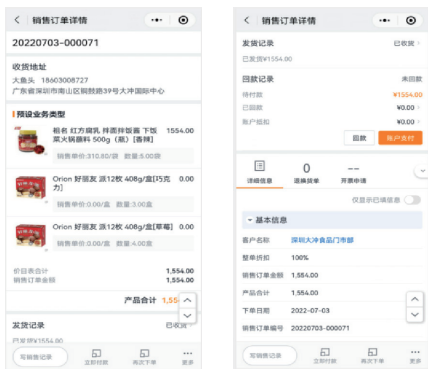 销售订单详情
20220703-000071
收货地址
大鱼头 18603008727
广东省深圳市南山区铜鼓路39号大冲国际中心
预设业务类型
祖名 红方腐乳 拌面拌饭酱 下饭菜火锅蘸料 500g（瓶）[香辣] 1554.00
销售单价:310.80/袋 数量:5.00袋
Orion 好丽友 派12枚 408g/盒[巧克力] 0.00
销售单价:0.00/盒 数量:3.00盒
Orion 好丽友 派12枚 408g/盒[草莓] 0.00
销售单价:0.00/盒 数量:4.00盒
价目表合计 1,554.00
销售订单金额 1,554.00
产品合计 1,55
发货记录 已收货
已发货¥1554.00
写销售记录
立即付款
再次下单
更多
销售订单详情
发货记录 已收货
已发货¥1554.00
回款记录 未回款
待付款 ¥1554.00
已回款 ¥0.00
账户抵扣 ¥0.00
回款 账户支付
详细信息
0
退换货单
--
开票申请
仅显示已填信息
基本信息
客户名称 深圳大冲食品门市部
整单折扣 100%
销售订单金额 1,554.00
产品合计 1,554.00
下单日期 2022-07-03
销售订单编号 20220703-000071
写销售记录
立即付款
再次下单
更多